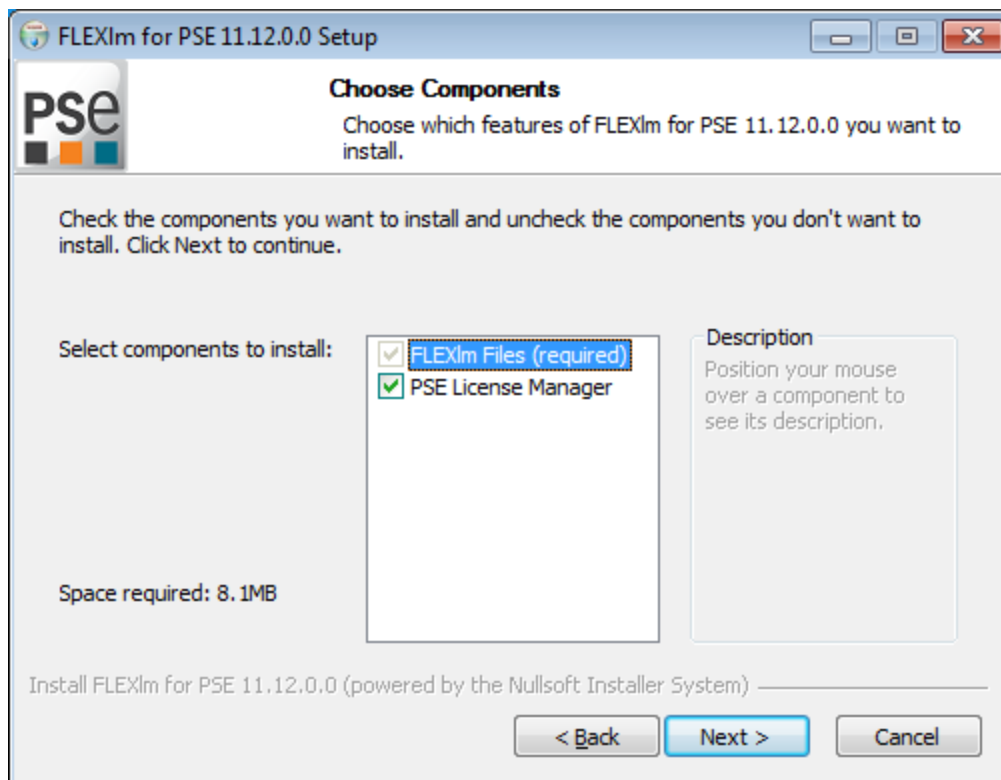 FLEXlm for PSE 11.12.0.0 Setup
PSe
Choose Components
Choose which features of FLEXlm for PSE 11.12.0.0 you want to
install.
Check the components you want to install and uncheck the components you don't want to
install. Click Next to continue.
Select components to install:
FLEXlm Files (required)
PSE License Manager
Description
Position your mouse
over a component to
see its description.
Space required: 8.1MB
Install FLEXlm for PSE 11.12.0.0 (powered by the Nullsoft Installer System)
< Back
Next >
Cancel